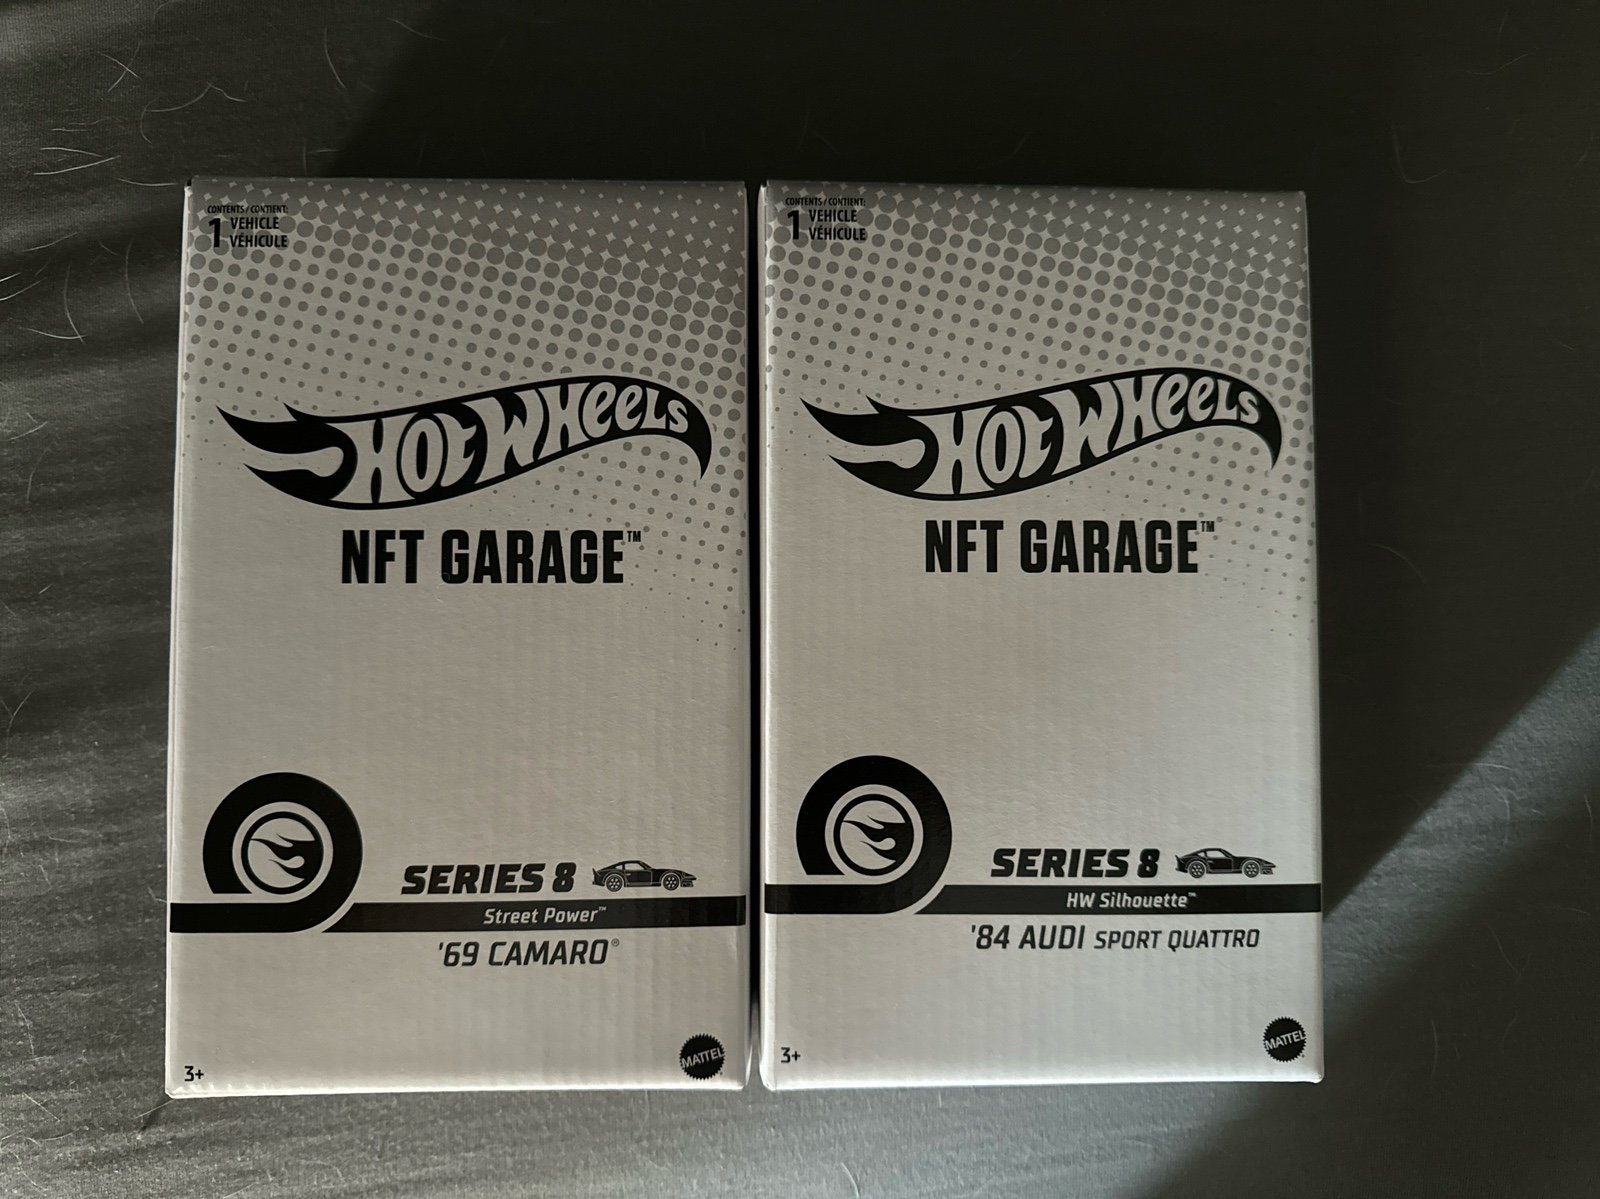 CONTENTS / CONTIENT:
1 VEHICLE
VÉHICULE
HOT WHEELS
NFT GARAGE™
SERIES 8
Street Power™
'69 CAMARO®
3+
MATTEL
CONTENTS / CONTIENT:
1 VEHICLE
VÉHICULE
HOT WHEELS
NFT GARAGE™
SERIES 8
HW Silhouette™
'84 AUDI SPORT QUATTRO
3+
MATTEL